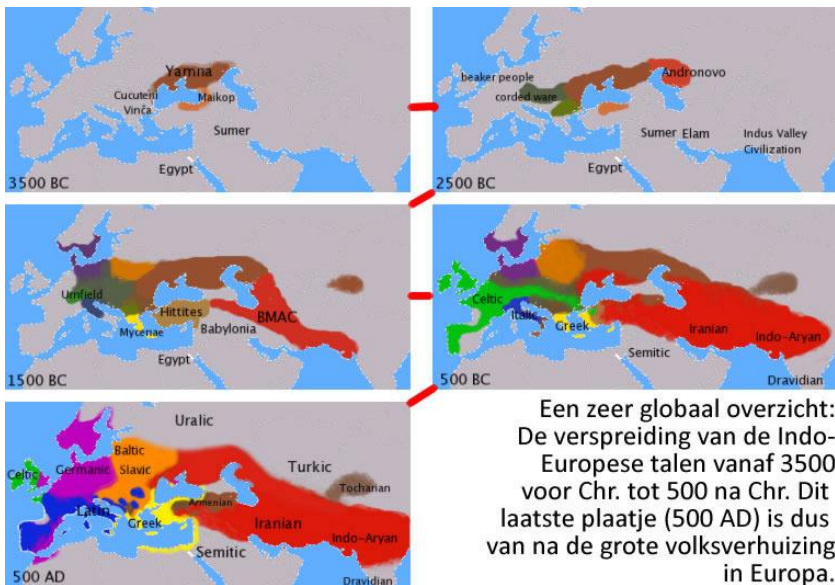 Yamna
Cucuteni
Vinča
Maikop
Sumer
Egypt
3500 BC
beaker people
corded ware
Andronovo
Sumer Elam
Indus Valley
Civilization
Egypt
2500 BC
Urnfield
Hittites
BMAC
Mycenae
Babylonia
Egypt
1500 BC
Celtic
Italic
Greek
Iranian
Indo-Aryan
Semitic
500 BC
Dravidian
Uralic
Baltic
Celtic
Germanic
Slavic
Turkic
Tocharian
Latin
Armenian
Greek
Iranian
Indo-Aryan
Semitic
500 AD
Dravidian
Een zeer globaal overzicht:
De verspreiding van de Indo-
Europese talen vanaf 3500
voor Chr. tot 500 na Chr. Dit
laatste plaatje (500 AD) is dus
van na de grote volksverhuizing
in Europa.